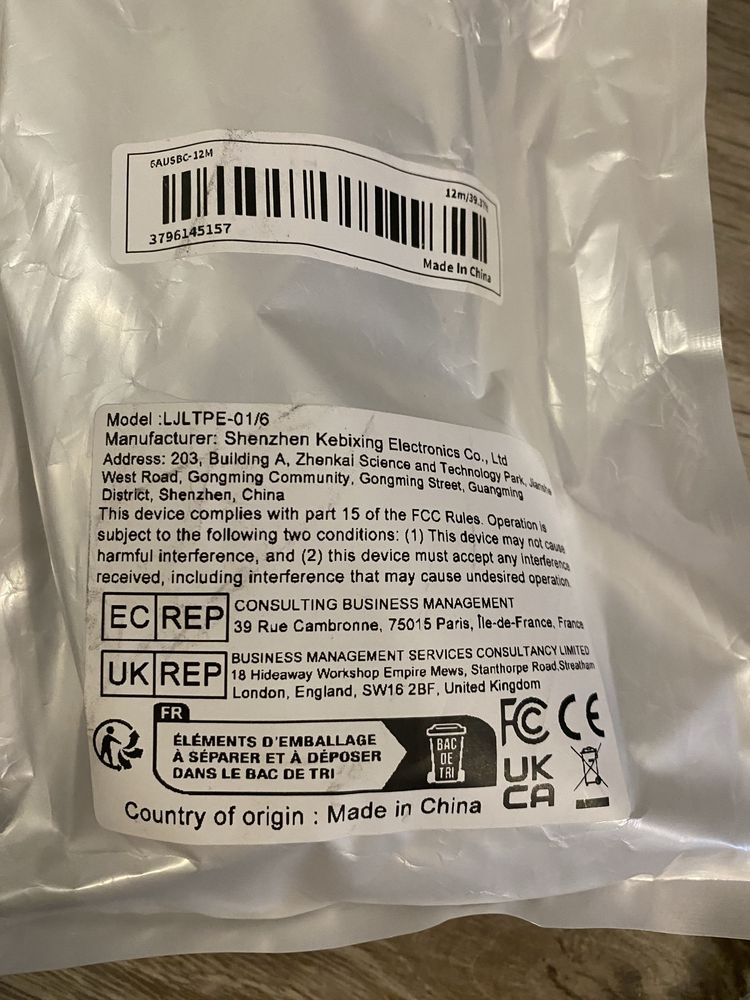 6AUSBC-12M
12m/39.37ft
3796145157
Made In China
Model :LJLTPE-01/6
Manufacturer: Shenzhen Kebixing Electronics Co., Ltd
Address: 203, Building A, Zhenkai Science and Technology Park,
West Road, Gongming Community, Gongming Street, Guangming
District, Shenzhen, China
This device complies with part 15 of the FCC Rules. Operation is
subject to the following two conditions: (1) This device may not cause
harmful interference, and (2) this device must accept any interference
received, including interference that may cause undesired operation
EC REP
CONSULTING BUSINESS MANAGEMENT
39 Rue Cambronne, 75015 Paris, Île-de-France, France
UK REP
BUSINESS MANAGEMENT SERVICES CONSULTANCY LIMITED
18 Hideaway Workshop Empire Mews, Stanthorpe Road.Streatham
London, England, SW16 2BF, United Kingdom
FR
ÉLÉMENTS D'EMBALLAGE
À SÉPARER ET À DÉPOSER
DANS LE BAC DE TRI
BAC
DE
TRI
FC CE
UK
CA
Country of origin : Made in China